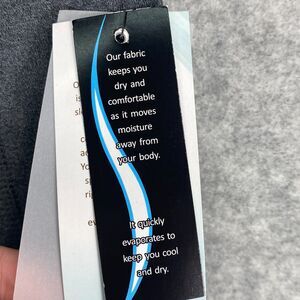 Our fabric
keeps you
dry and
comfortable
as it moves
moisture
away from
your body.
It quickly
evaporates to
keep you cool
and dry.